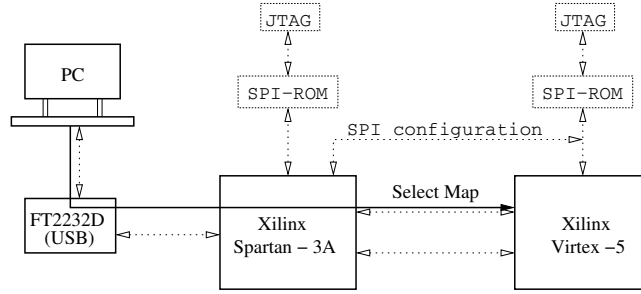 JTAG
JTAG
PC
SPI-ROM
SPI-ROM
SPI configuration
Select Map
FT2232D
(USB)
Xilinx
Spartan - 3A
Xilinx
Virtex -5